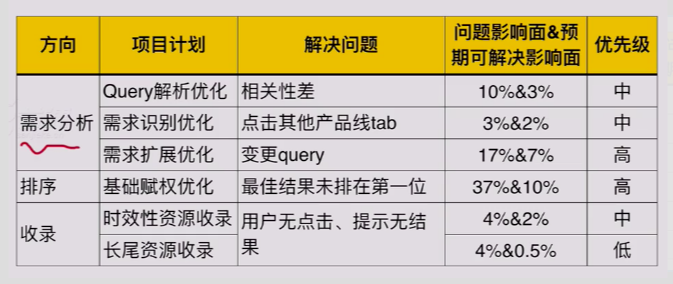 方向 项目计划 解决问题 问题影响面&预期可解决影响面 优先级
需求分析 Query解析优化 相关性差 10%&3% 中
需求识别优化 点击其他产品线tab 3%&2% 中
需求扩展优化 变更query 17%&7% 高
排序 基础赋权优化 最佳结果未排在第一位 37%&10% 高
收录 时效性资源收录 用户无点击、提示无结果 4%&2% 中
长尾资源收录 4%&0.5% 低